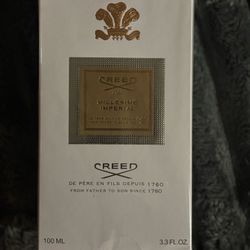 CREED
MILLESIME
IMPERIAL
CREED
DE PÈRE EN FILS DEPUIS 1760
FROM FATHER TO SON SINCE 1760
100 ML
3.3 FL.OZ.